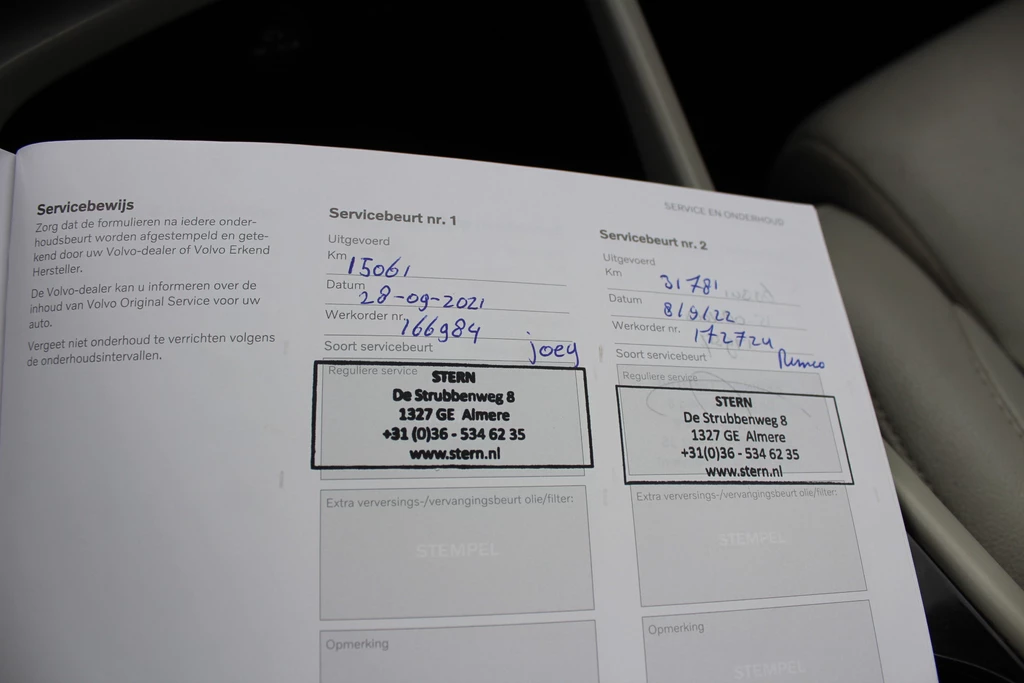 SERVICE EN ONDERHOUD
Servicebewijs
Zorg dat de formulieren na iedere onder-
houdsbeurt worden afgestempeld en gete-
kend door uw Volvo-dealer of Volvo Erkend
Hersteller.
De Volvo-dealer kan u informeren over de
inhoud van Volvo Original Service voor uw
auto.
Vergeet niet onderhoud te verrichten volgens
de onderhoudsintervallen.
Servicebeurt nr. 1
Uitgevoerd
Km 15061
Datum 28-09-2021
Werkorder nr. 166984
Soort servicebeurt joey
Reguliere service
STERN
De Strubbenweg 8
1327 GE Almere
+31 (0)36 - 534 62 35
www.stern.nl
Extra verversings-/vervangingsbeurt olie/filter:
STEMPEL
Opmerking
Servicebeurt nr. 2
Uitgevoerd
Km 31781
Datum 8/9/22
Werkorder nr. 172724
Soort servicebeurt Remco
Reguliere service
STERN
De Strubbenweg 8
1327 GE Almere
+31(0)36 - 534 62 35
www.stern.nl
Extra verversings-/vervangingsbeurt olie/filter:
STEMPEL
Opmerking
STEMPEL